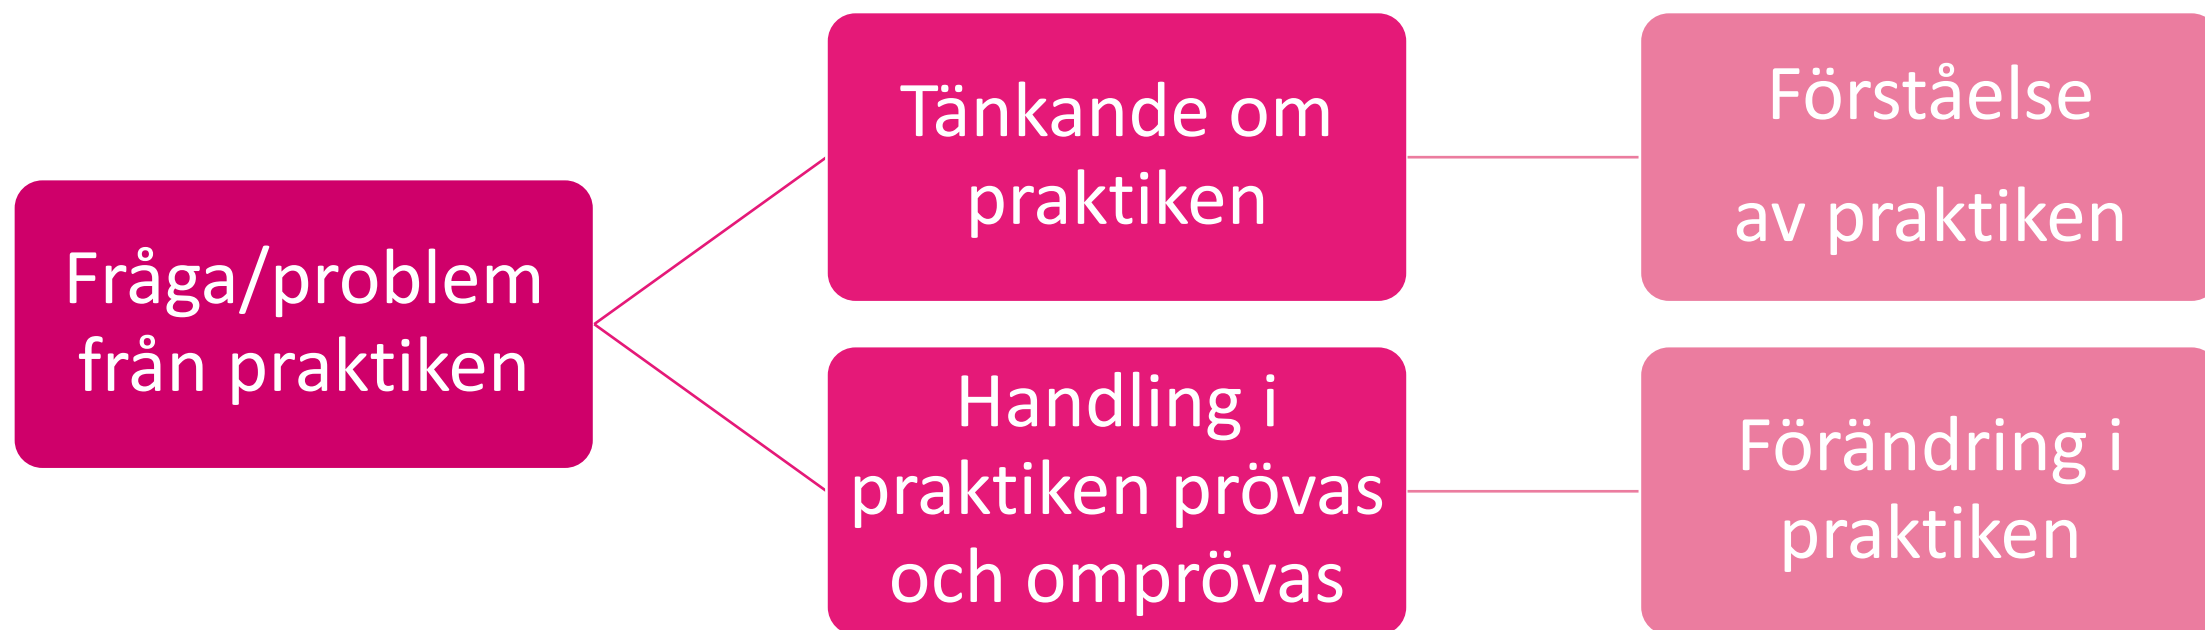 Fråga/problem
från praktiken
Tänkande om
praktiken
Handling i
praktiken prövas
och omprövas
Förståelse
av praktiken
Förändring i
praktiken